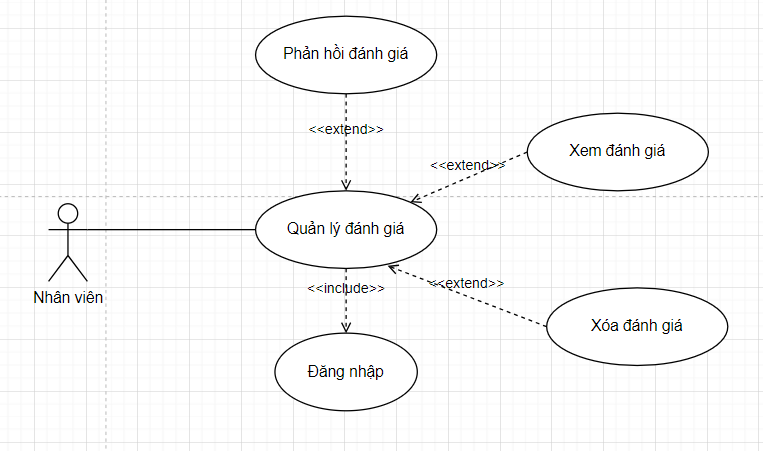 Phản hồi đánh giá
<<extend>>
Xem đánh giá
<<extend>>
Quản lý đánh giá
Nhân viên
<<include>>
<<extend>>
Xóa đánh giá
Đăng nhập